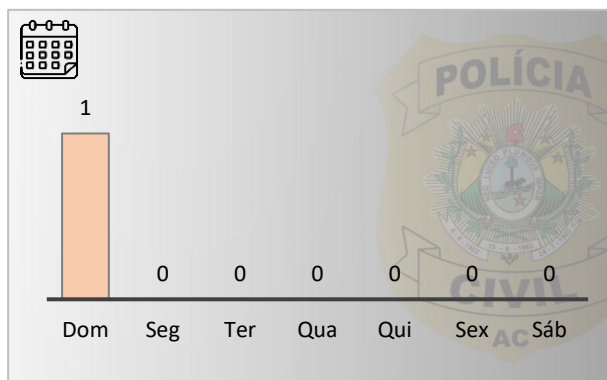 POLÍCIA
1
0 0 0 0 0 0
CIVIL
Dom Seg Ter Qua Qui Sex Sáb
AC